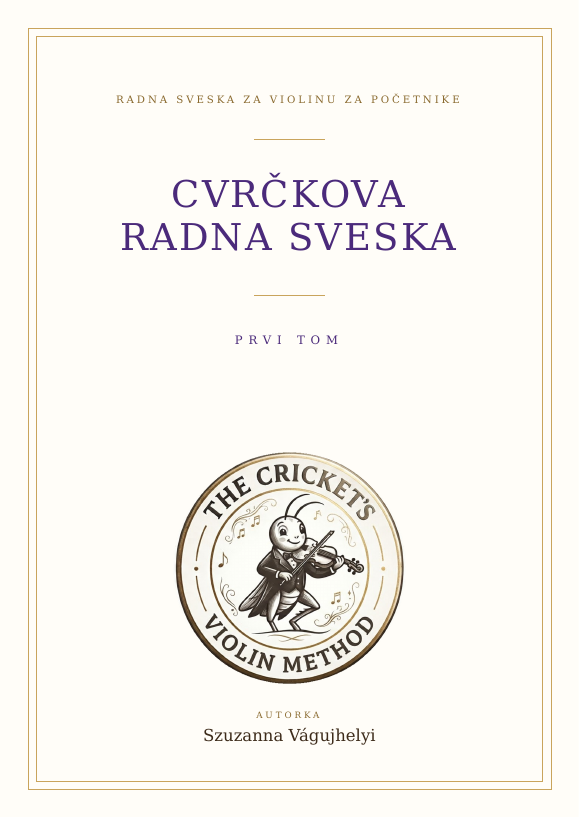 RADNA SVESKA ZA VIOLINU ZA POČETNIKE
CVRČKOVA
RADNA SVESKA
PRVI TOM
THE CRICKET'S
VIOLIN METHOD
AUTORKA
Szuzanna Vágujhelyi